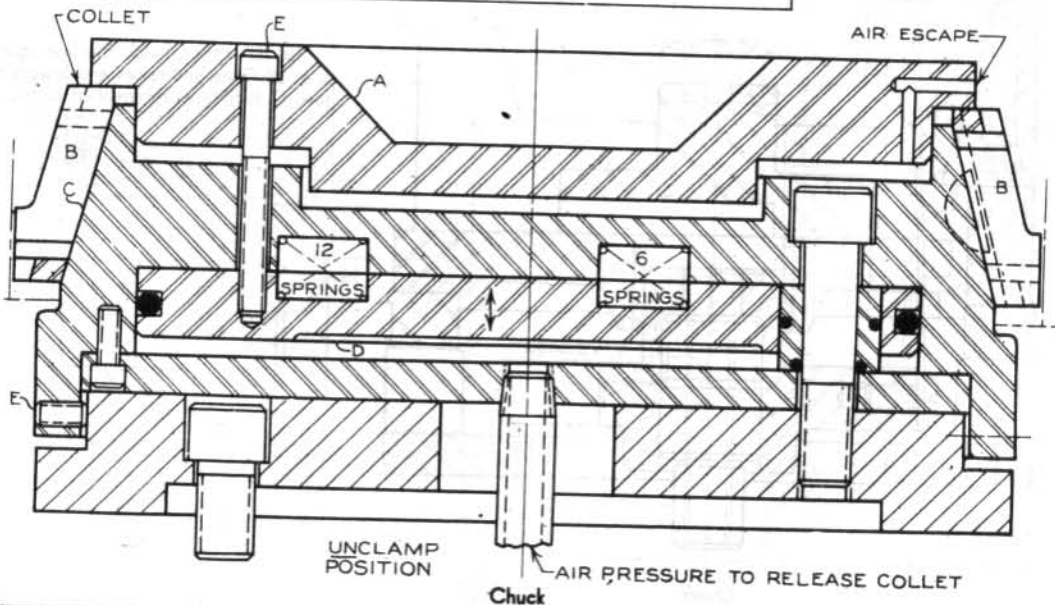 COLLET
E
AIR ESCAPE
A
B
C
B
12
SPRINGS
6
SPRINGS
D
E
UNCLAMP
POSITION
AIR PRESSURE TO RELEASE COLLET
Chuck